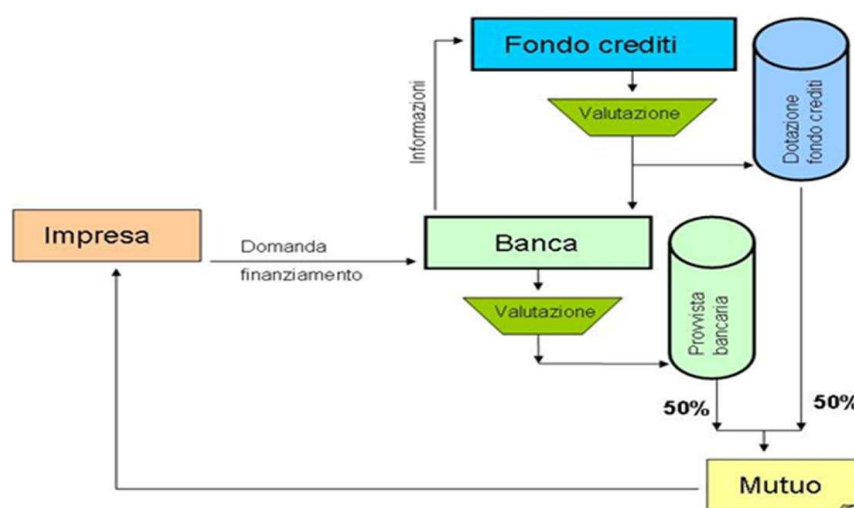 Fondo crediti
Informazioni
Valutazione
Dotazione
fondo crediti
Impresa
Domanda
finanziamento
Banca
Valutazione
Provvista
bancaria
50%
50%
Mutuo